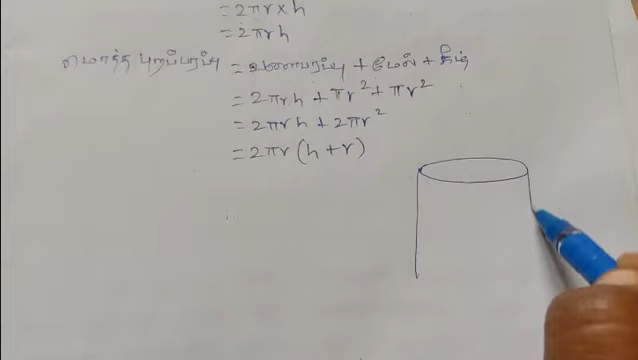 = 2πr × h
= 2πrh
மொத்த புறப்பரப்பு = வளைபரப்பு + மேல் + கீழ்
= 2πrh + πr² + πr²
= 2πrh + 2πr²
= 2πr (h + r)